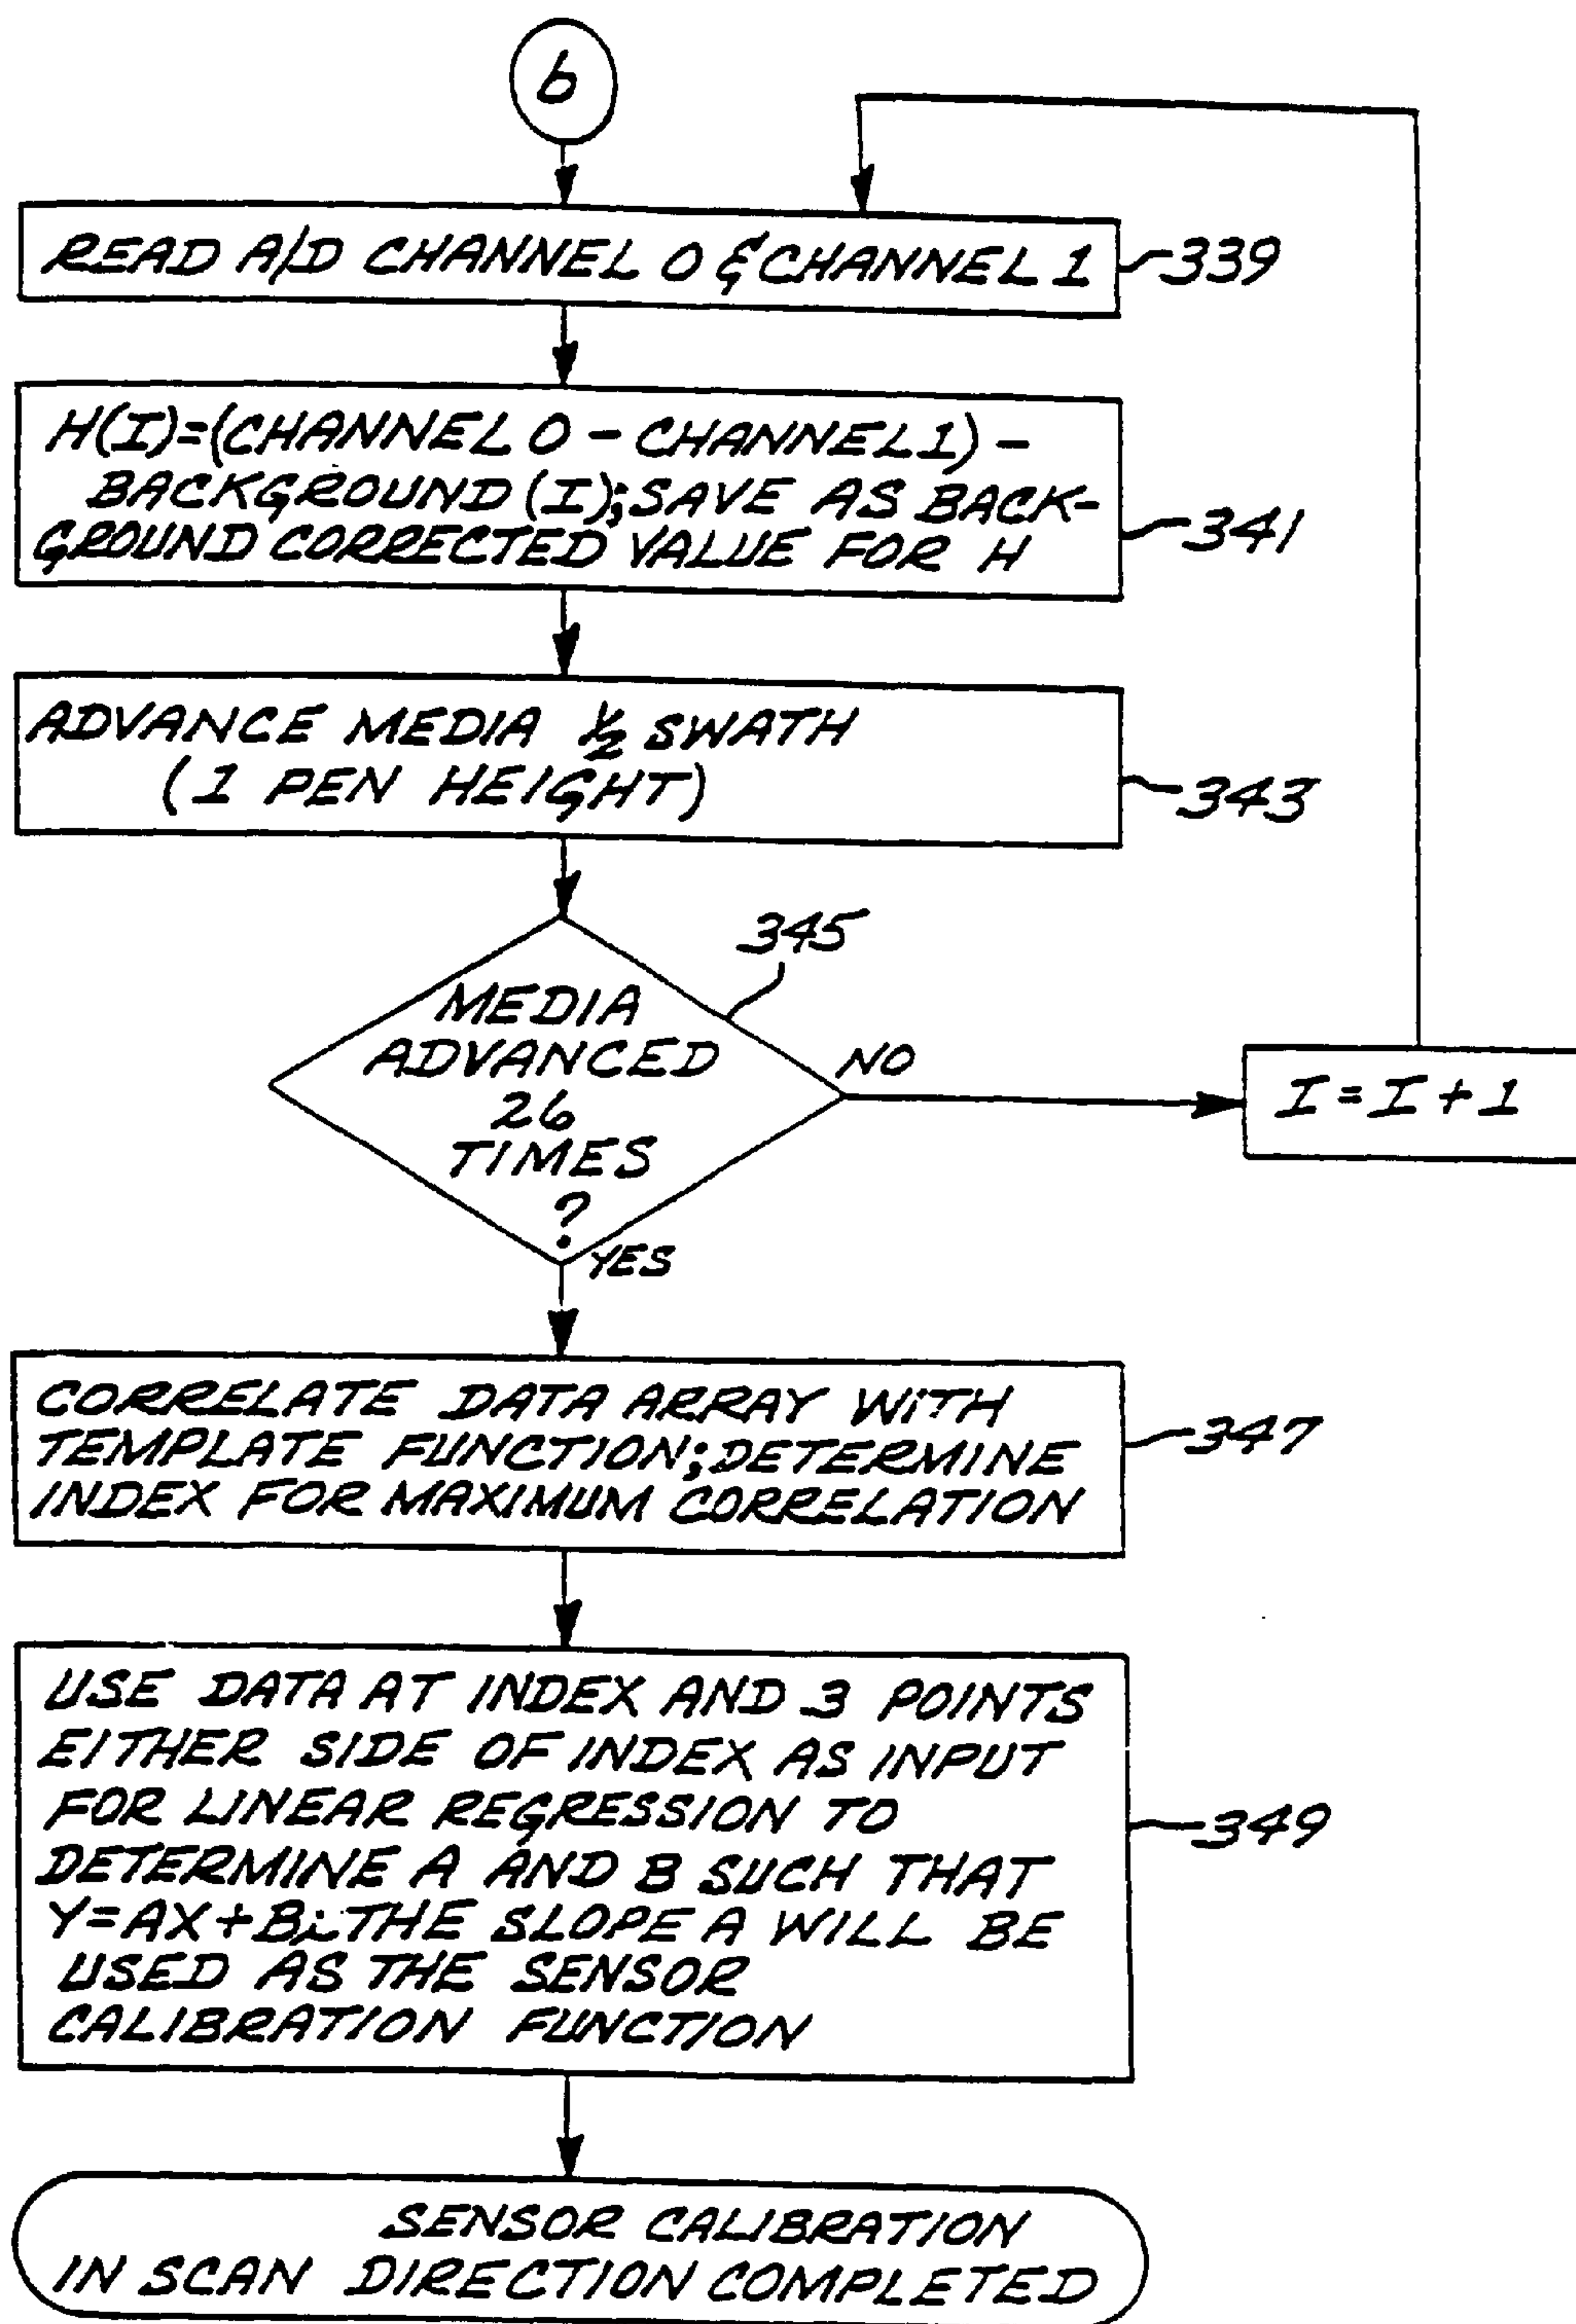 6
READ A/D CHANNEL 0 & CHANNEL 1
339
H(I)=(CHANNEL 0 - CHANNEL 1) -
BACKGROUND (I); SAVE AS BACK-
GROUND CORRECTED VALUE FOR H
341
ADVANCE MEDIA 1/2 SWATH
(1 PEN HEIGHT)
343
345
MEDIA
ADVANCED
26
TIMES
?
NO
I = I + 1
YES
CORRELATE DATA ARRAY WITH
TEMPLATE FUNCTION; DETERMINE
INDEX FOR MAXIMUM CORRELATION
347
USE DATA AT INDEX AND 3 POINTS
EITHER SIDE OF INDEX AS INPUT
FOR LINEAR REGRESSION TO
DETERMINE A AND B SUCH THAT
Y=AX+B; THE SLOPE A WILL BE
USED AS THE SENSOR
CALIBRATION FUNCTION
349
SENSOR CALIBRATION
IN SCAN DIRECTION COMPLETED